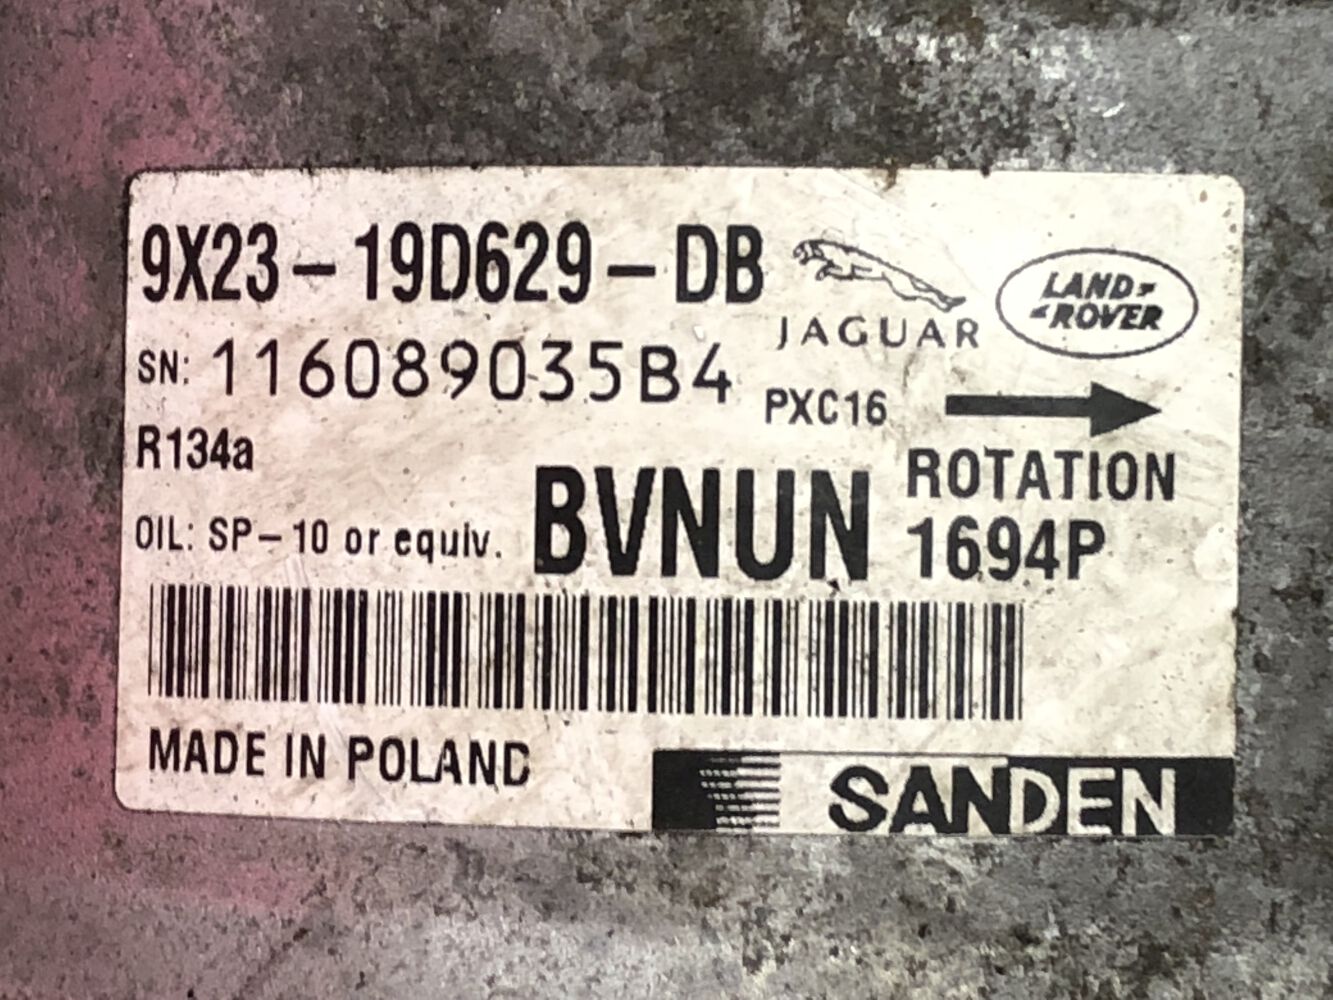 9X23-19D629-DB
JAGUAR
LAND-
-ROVER
SN: 116089035B4
PXC16
R134a
ROTATION
OIL: SP-10 or equiv.
BVNUN
1694P
MADE IN POLAND
SANDEN